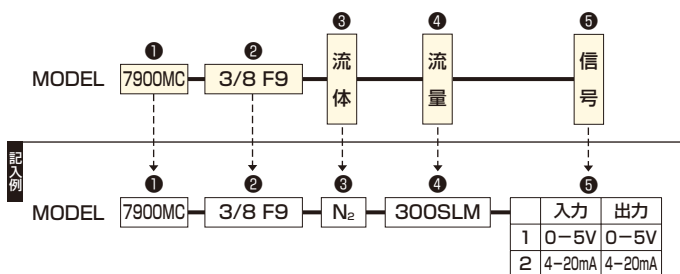 ❶ ❷ ❸ ❹ ❺
MODEL 7900MC 3/8 F9 流体 流量 信号
記入例
❶ ❷ ❸ ❹ ❺
MODEL 7900MC 3/8 F9 N₂ 300SLM
入力 出力
1 0−5V 0−5V
2 4−20mA 4−20mA